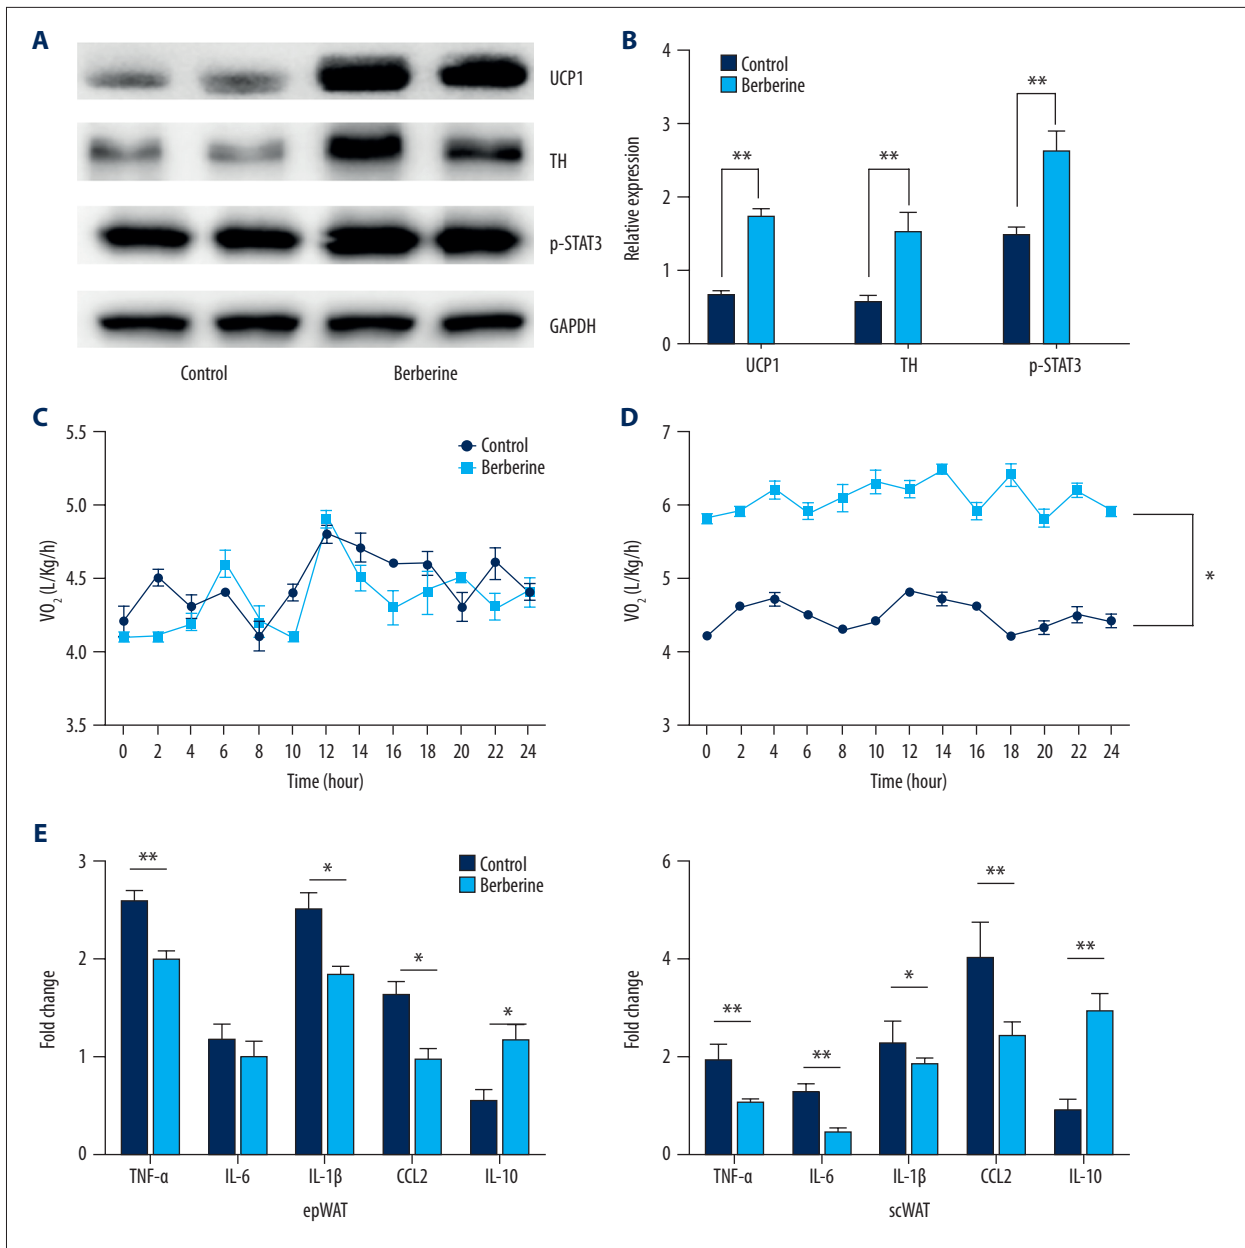 A
UCP1
TH
p-STAT3
GAPDH
Control Berberine
B
4
3
2
1
0
Relative expression
Control
Berberine
**
**
**
UCP1 TH p-STAT3
C
5.5
5.0
4.5
4.0
3.5
VO2 (L/Kg/h)
Control
Berberine
0 2 4 6 8 10 12 14 16 18 20 22 24
Time (hour)
D
7
6
5
4
3
VO2 (L/Kg/h)
*
0 2 4 6 8 10 12 14 16 18 20 22 24
Time (hour)
E
3
2
1
0
Fold change
Control
Berberine
**
*
*
*
TNF-α IL-6 IL-1β CCL2 IL-10
epWAT
6
4
2
0
Fold change
**
**
*
**
**
TNF-α IL-6 IL-1β CCL2 IL-10
scWAT